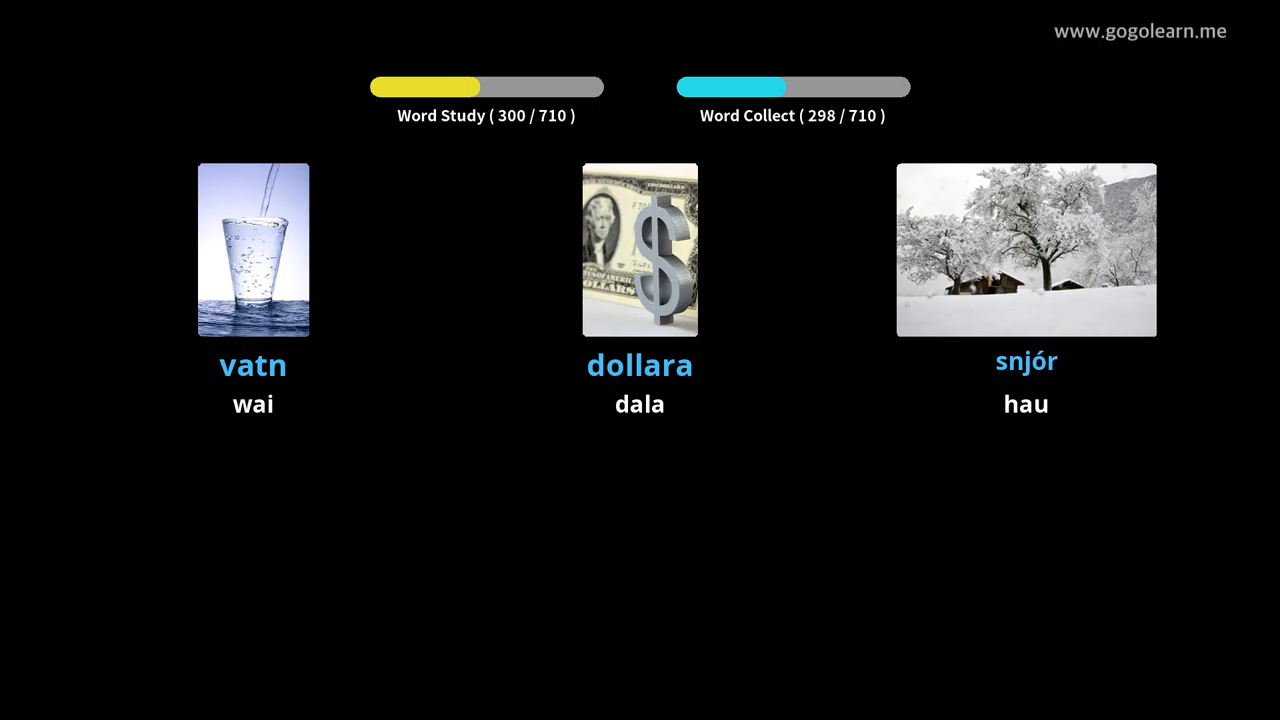 www.gogolearn.me
Word Study ( 300 / 710 )
Word Collect ( 298 / 710 )
vatn
dollara
snjór
wai
dala
hau